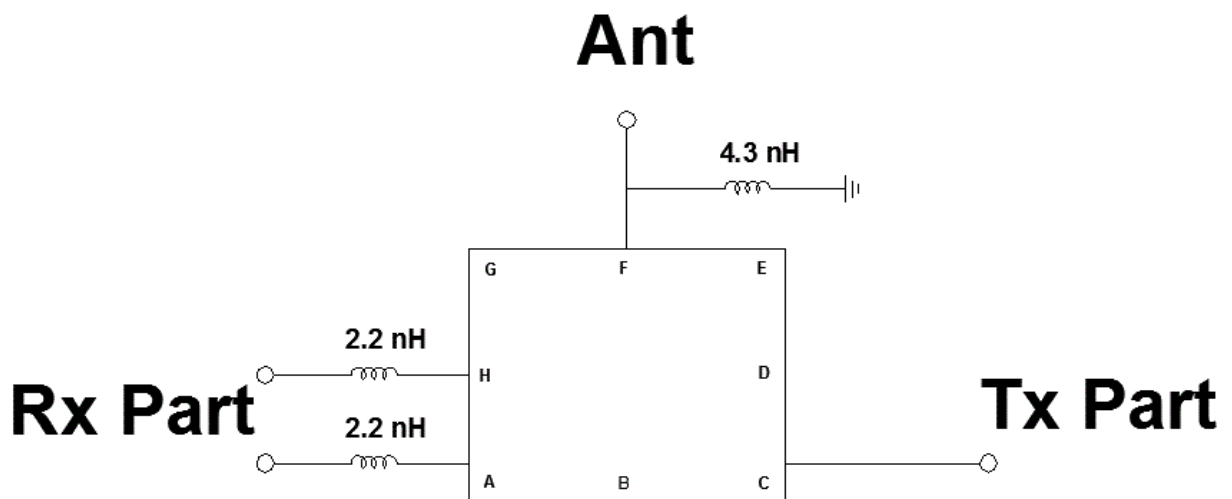 Ant
4.3 nH
G F E
2.2 nH
H D
Rx Part Tx Part
2.2 nH
A B C